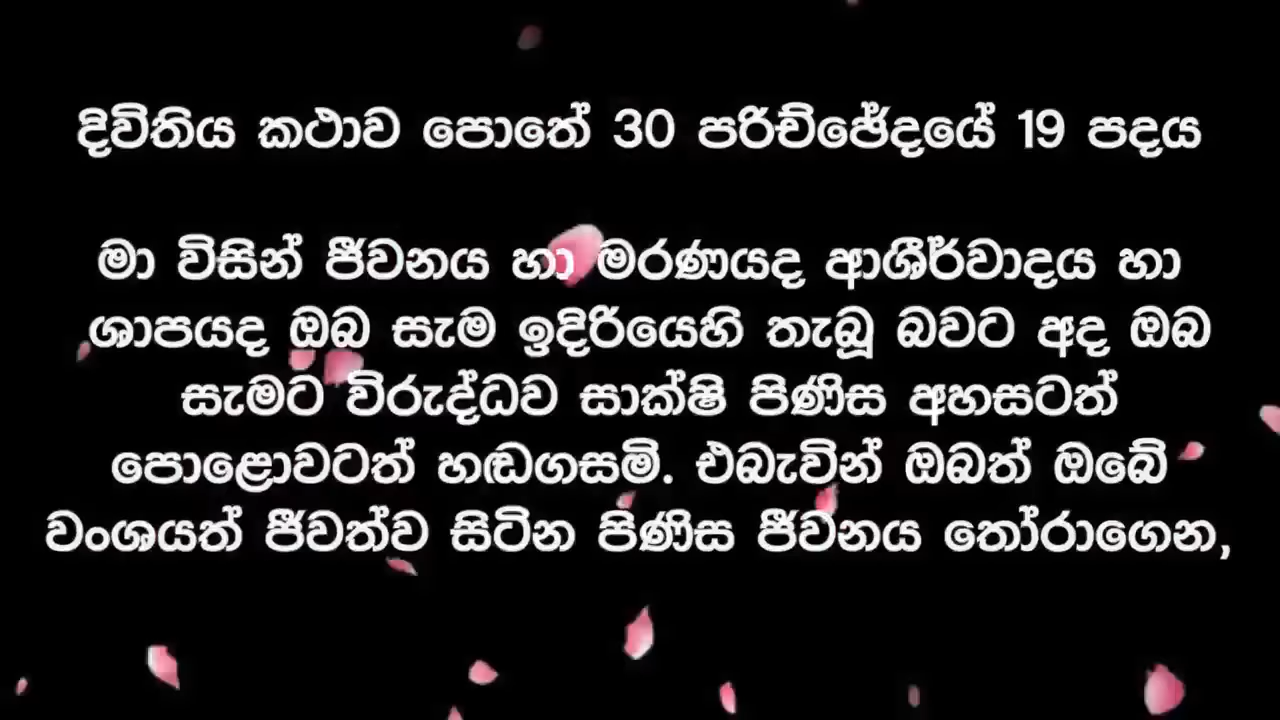 දිවිතිය කථාව පොතේ 30 පරිච්ඡේදයේ 19 පදය
මා විසින් ජීවනය හා මරණයද ආශීර්වාදය හා
ශාපයද ඔබ සැම ඉදිරියෙහි තැබූ බවට අද ඔබ
සැමට විරුද්ධව සාක්ෂි පිණිස අහසටත්
පොළොවටත් හඬගසමි. එබැවින් ඔබත් ඔබේ
වංශයත් ජීවත්ව සිටින පිණිස ජීවනය තෝරාගෙන,